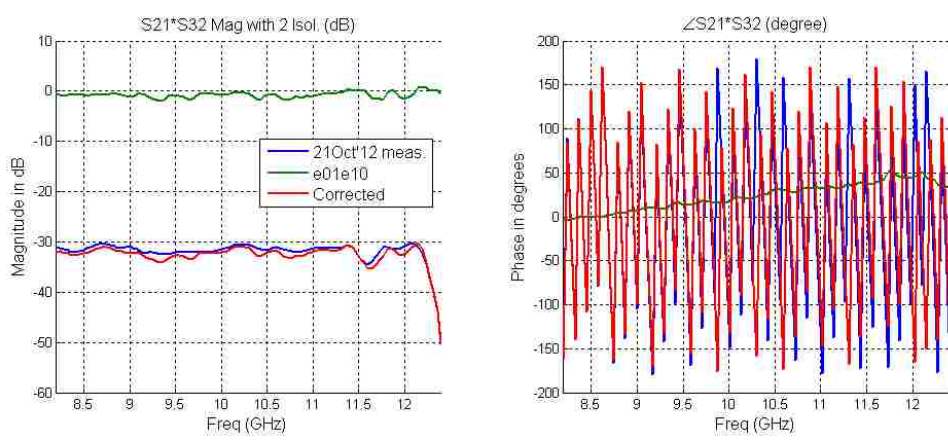 S21*S32 Mag with 2 Isol. (dB)
10
0
-10
-20
-30
-40
-50
-60
Magnitude in dB
21Oct'12 meas.
e01e10
Corrected
8.5 9 9.5 10 10.5 11 11.5 12
Freq (GHz)
∠S21*S32 (degree)
200
150
100
50
0
-50
-100
-150
-200
Phase in degrees
8.5 9 9.5 10 10.5 11 11.5 12
Freq (GHz)